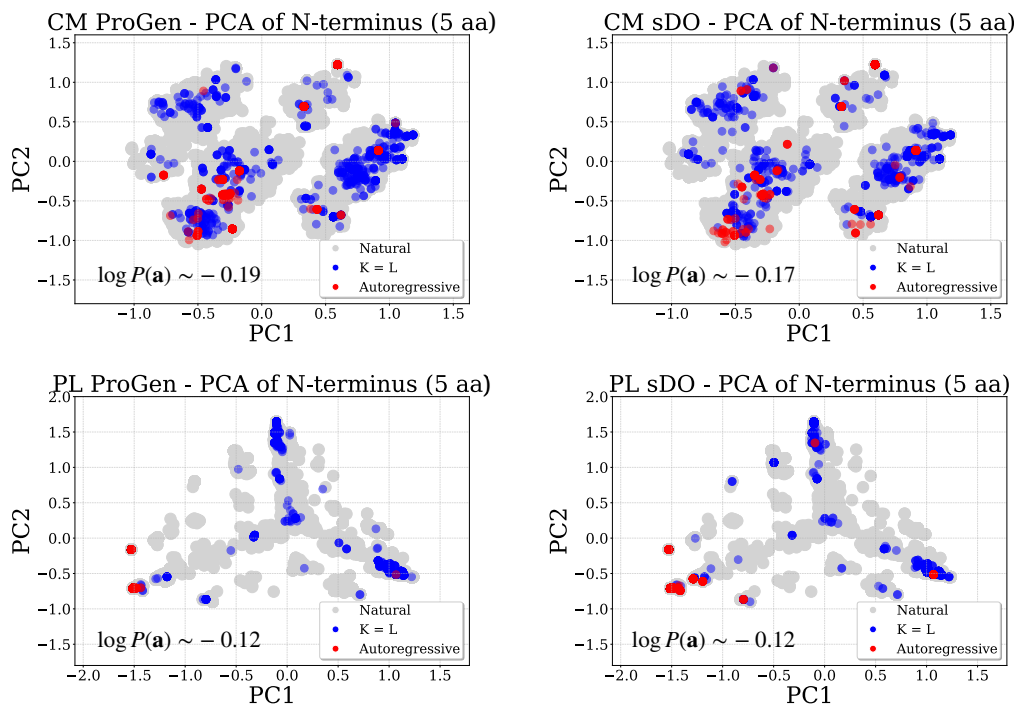 CM ProGen - PCA of N-terminus (5 aa)
1.5
1.0
0.5
0.0
−0.5
−1.0
−1.5
PC2
log P(a) ∼ − 0.19
Natural
K = L
Autoregressive
−1.0 −0.5 0.0 0.5 1.0 1.5
PC1
CM sDO - PCA of N-terminus (5 aa)
1.5
1.0
0.5
0.0
−0.5
−1.0
−1.5
PC2
log P(a) ∼ − 0.17
Natural
K = L
Autoregressive
−1.0 −0.5 0.0 0.5 1.0 1.5
PC1
PL ProGen - PCA of N-terminus (5 aa)
2.0
1.5
1.0
0.5
0.0
−0.5
−1.0
−1.5
PC2
log P(a) ∼ − 0.12
Natural
K = L
Autoregressive
−2.0 −1.5 −1.0 −0.5 0.0 0.5 1.0 1.5
PC1
PL sDO - PCA of N-terminus (5 aa)
2.0
1.5
1.0
0.5
0.0
−0.5
−1.0
−1.5
PC2
log P(a) ∼ − 0.12
Natural
K = L
Autoregressive
−2.0 −1.5 −1.0 −0.5 0.0 0.5 1.0 1.5
PC1